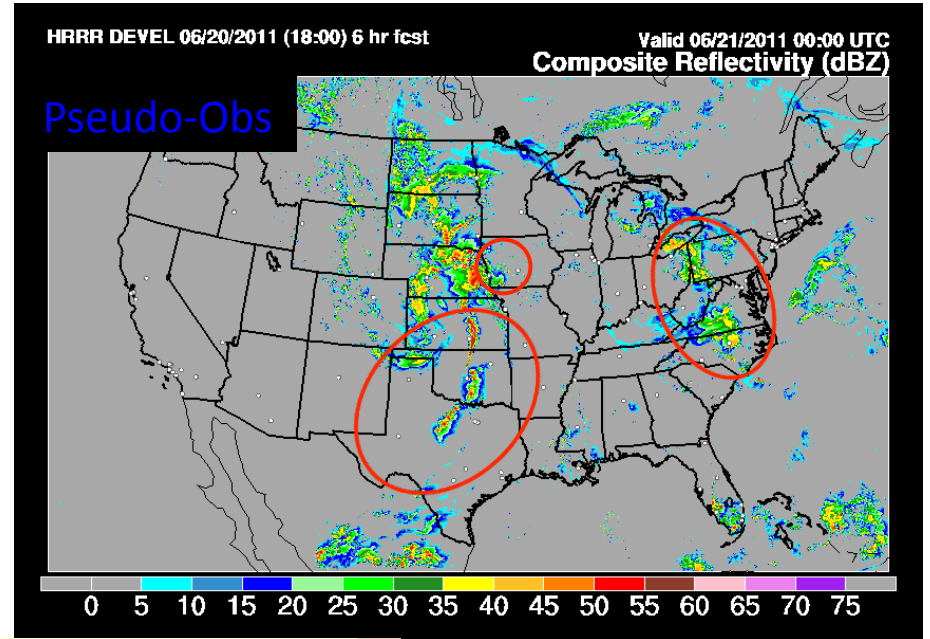 HRRR DEVEL 06/20/2011 (18:00) 6 hr fcst
Valid 06/21/2011 00:00 UTC
Composite Reflectivity (dBZ)
Pseudo-Obs
0 5 10 15 20 25 30 35 40 45 50 55 60 65 70 75